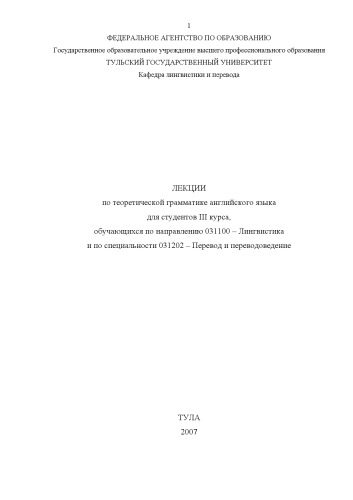 1
ФЕДЕРАЛЬНОЕ АГЕНТСТВО ПО ОБРАЗОВАНИЮ
Государственное образовательное учреждение высшего профессионального образования
ТУЛЬСКИЙ ГОСУДАРСТВЕННЫЙ УНИВЕРСИТЕТ
Кафедра лингвистики и перевода
ЛЕКЦИИ
по теоретической грамматике английского языка
для студентов III курса,
обучающихся по направлению 031100 – Лингвистика
и по специальности 031202 – Перевод и переводоведение
ТУЛА
2007